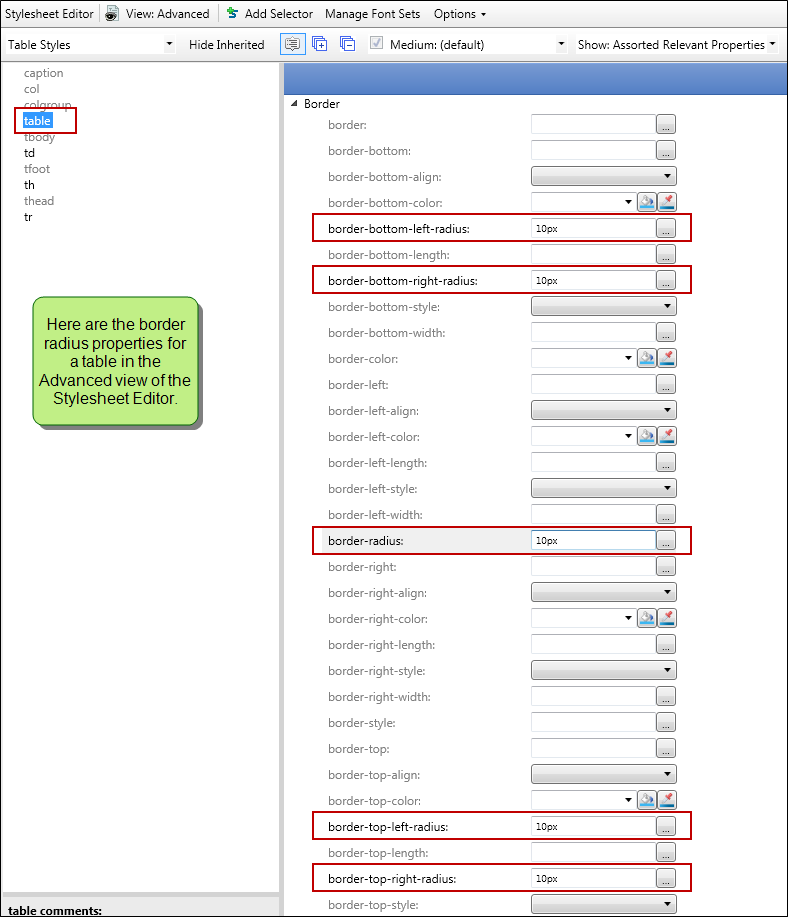 Stylesheet Editor View: Advanced Add Selector Manage Font Sets Options
Table Styles Hide Inherited Medium: (default) Show: Assorted Relevant Properties
caption
col
colgroup
table
tbody
td
tfoot
th
thead
tr
Here are the border
radius properties for
a table in the
Advanced view of the
Stylesheet Editor.
table comments:
Border
border: ...
border-bottom: ...
border-bottom-align:
border-bottom-color:
border-bottom-left-radius: 10px ...
border-bottom-length: ...
border-bottom-right-radius: 10px ...
border-bottom-style:
border-bottom-width: ...
border-color:
border-left: ...
border-left-align:
border-left-color:
border-left-length: ...
border-left-style:
border-left-width: ...
border-radius: 10px ...
border-right: ...
border-right-align:
border-right-color:
border-right-length: ...
border-right-style:
border-right-width: ...
border-style: ...
border-top: ...
border-top-align:
border-top-color:
border-top-left-radius: 10px ...
border-top-length: ...
border-top-right-radius: 10px ...
border-top-style: